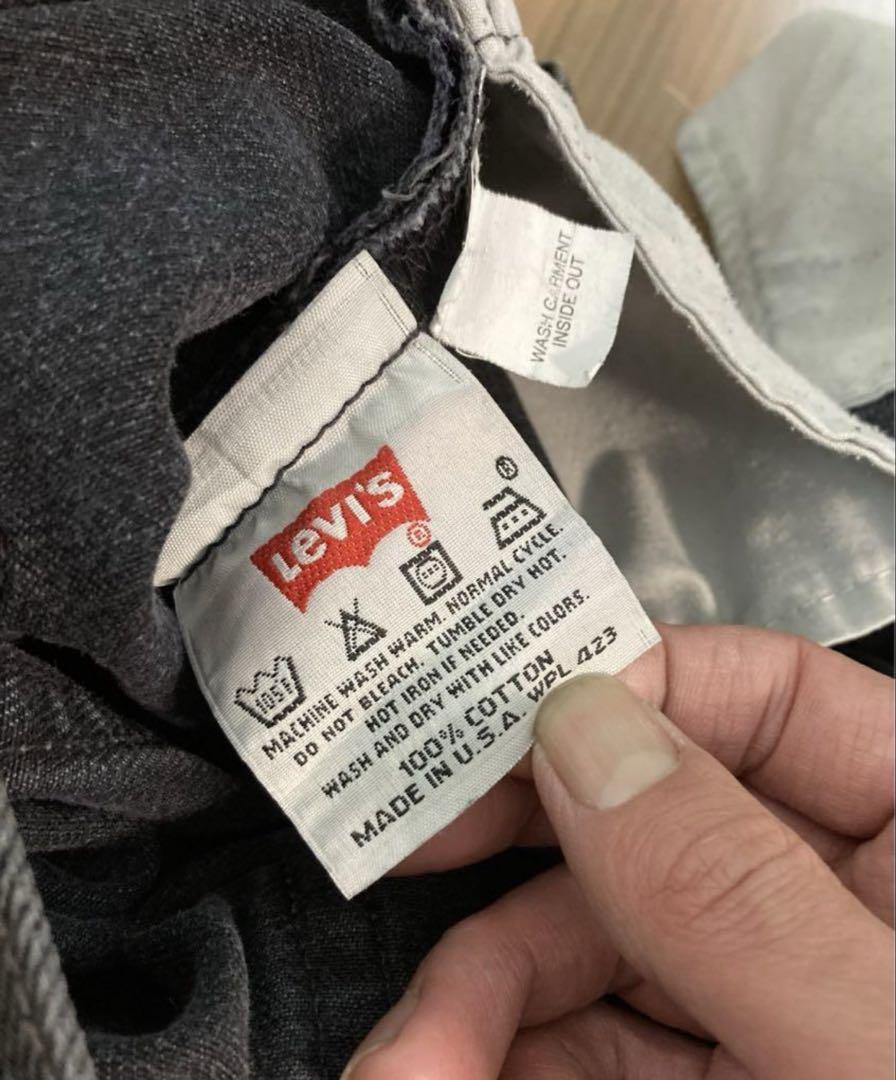 WASH GARMENT
INSIDE OUT
LEVI'S
®
®
105F
MACHINE WASH WARM. NORMAL CYCLE.
DO NOT BLEACH. TUMBLE DRY HOT.
HOT IRON IF NEEDED.
WASH AND DRY WITH LIKE COLORS.
100% COTTON
MADE IN U.S.A. WPL 423